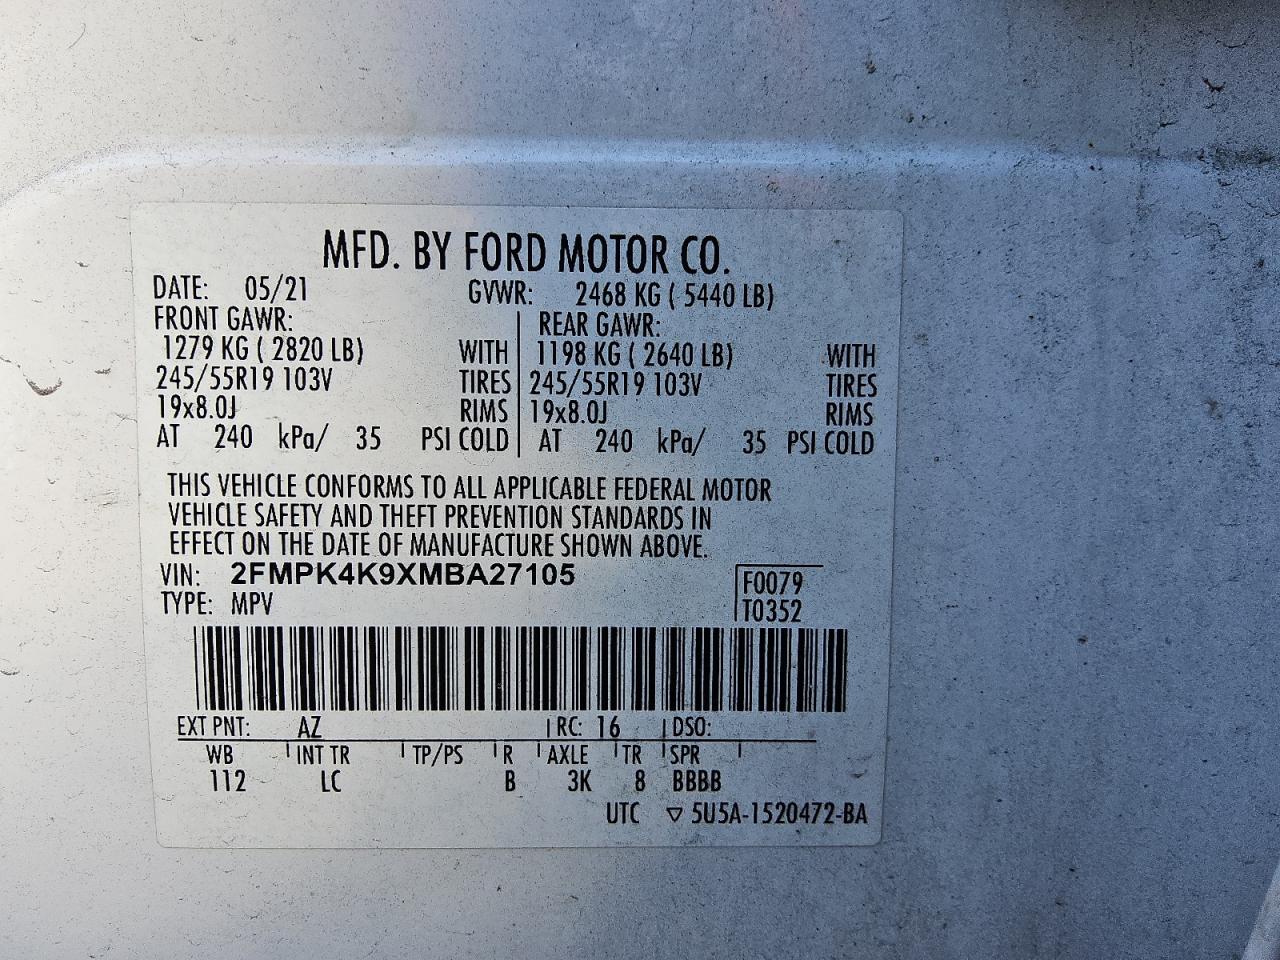 MFD. BY FORD MOTOR CO.
DATE: 05/21 GVWR: 2468 KG ( 5440 LB)
FRONT GAWR: REAR GAWR:
1279 KG ( 2820 LB) WITH 1198 KG ( 2640 LB) WITH
245/55R19 103V TIRES 245/55R19 103V TIRES
19x8.0J RIMS 19x8.0J RIMS
AT 240 kPa/ 35 PSI COLD AT 240 kPa/ 35 PSI COLD
THIS VEHICLE CONFORMS TO ALL APPLICABLE FEDERAL MOTOR
VEHICLE SAFETY AND THEFT PREVENTION STANDARDS IN
EFFECT ON THE DATE OF MANUFACTURE SHOWN ABOVE.
VIN: 2FMPK4K9XMBA27105 F0079
TYPE: MPV T0352
EXT PNT: AZ RC: 16 DSO:
WB INT TR TP/PS R AXLE TR SPR
112 LC B 3K 8 BBBB
UTC ▽ 5U5A-1520472-BA